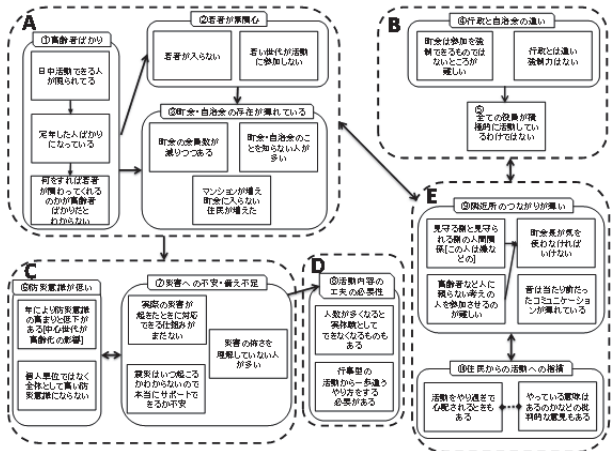 A
①高齢者ばかり
日中活動できる人
が限られてる
定年した人ばかり
になっている
何をすれば若者
が関わってくれる
のかが高齢者
ばかりだと
わからない
②若者が無関心
若者が入らない
若い世代が活動
に参加しない
③町会・自治会の存在が薄れている
町会の会員数が
減りつつある
町会・自治会のこ
とを知らない人が
多い
マンションが増え
町会に入らない
住民が増えた
B
④行政と自治会の違い
町会は参加を強
制できるものでは
ないところが
難しい
行政とは違い
強制力はない
⑤
全ての役員が積
極的に活動してい
るわけではない
C
⑥防災意識が低い
年により防災意識
の高まりと低下が
ある[中心世代が
高齢化の影響]
個人単位ではなく
全体として高い防
災意識にならない
⑦災害への不安・備え不足
実際の災害が
起きたときに対応
できる仕組みが
まだない
震災はいつ起こる
かわからないので
本当にサポートで
きるか不安
災害の怖さを
理解していない人
が多い
D
⑧活動内容の
工夫の必要性
人数が多くなると
実体験として
できなくなるものも
ある
行事型の
活動から一歩違う
やり方をする
必要がある
E
⑨隣近所のつながりが薄い
見守る側と見守ら
れる側の人間関
係[この人は嫌な
どの]
町会長が気を
使わなければ
いけない
高齢者など人に
頼らない考えの
人を参加させるの
が難しい
昔は当たり前だっ
たコミュニケーショ
ンが薄れている
⑩住民からの活動への指摘
活動をやり過ぎで
心配されるときも
ある
やっている意味は
あるのかなどの批
判的な意見もある